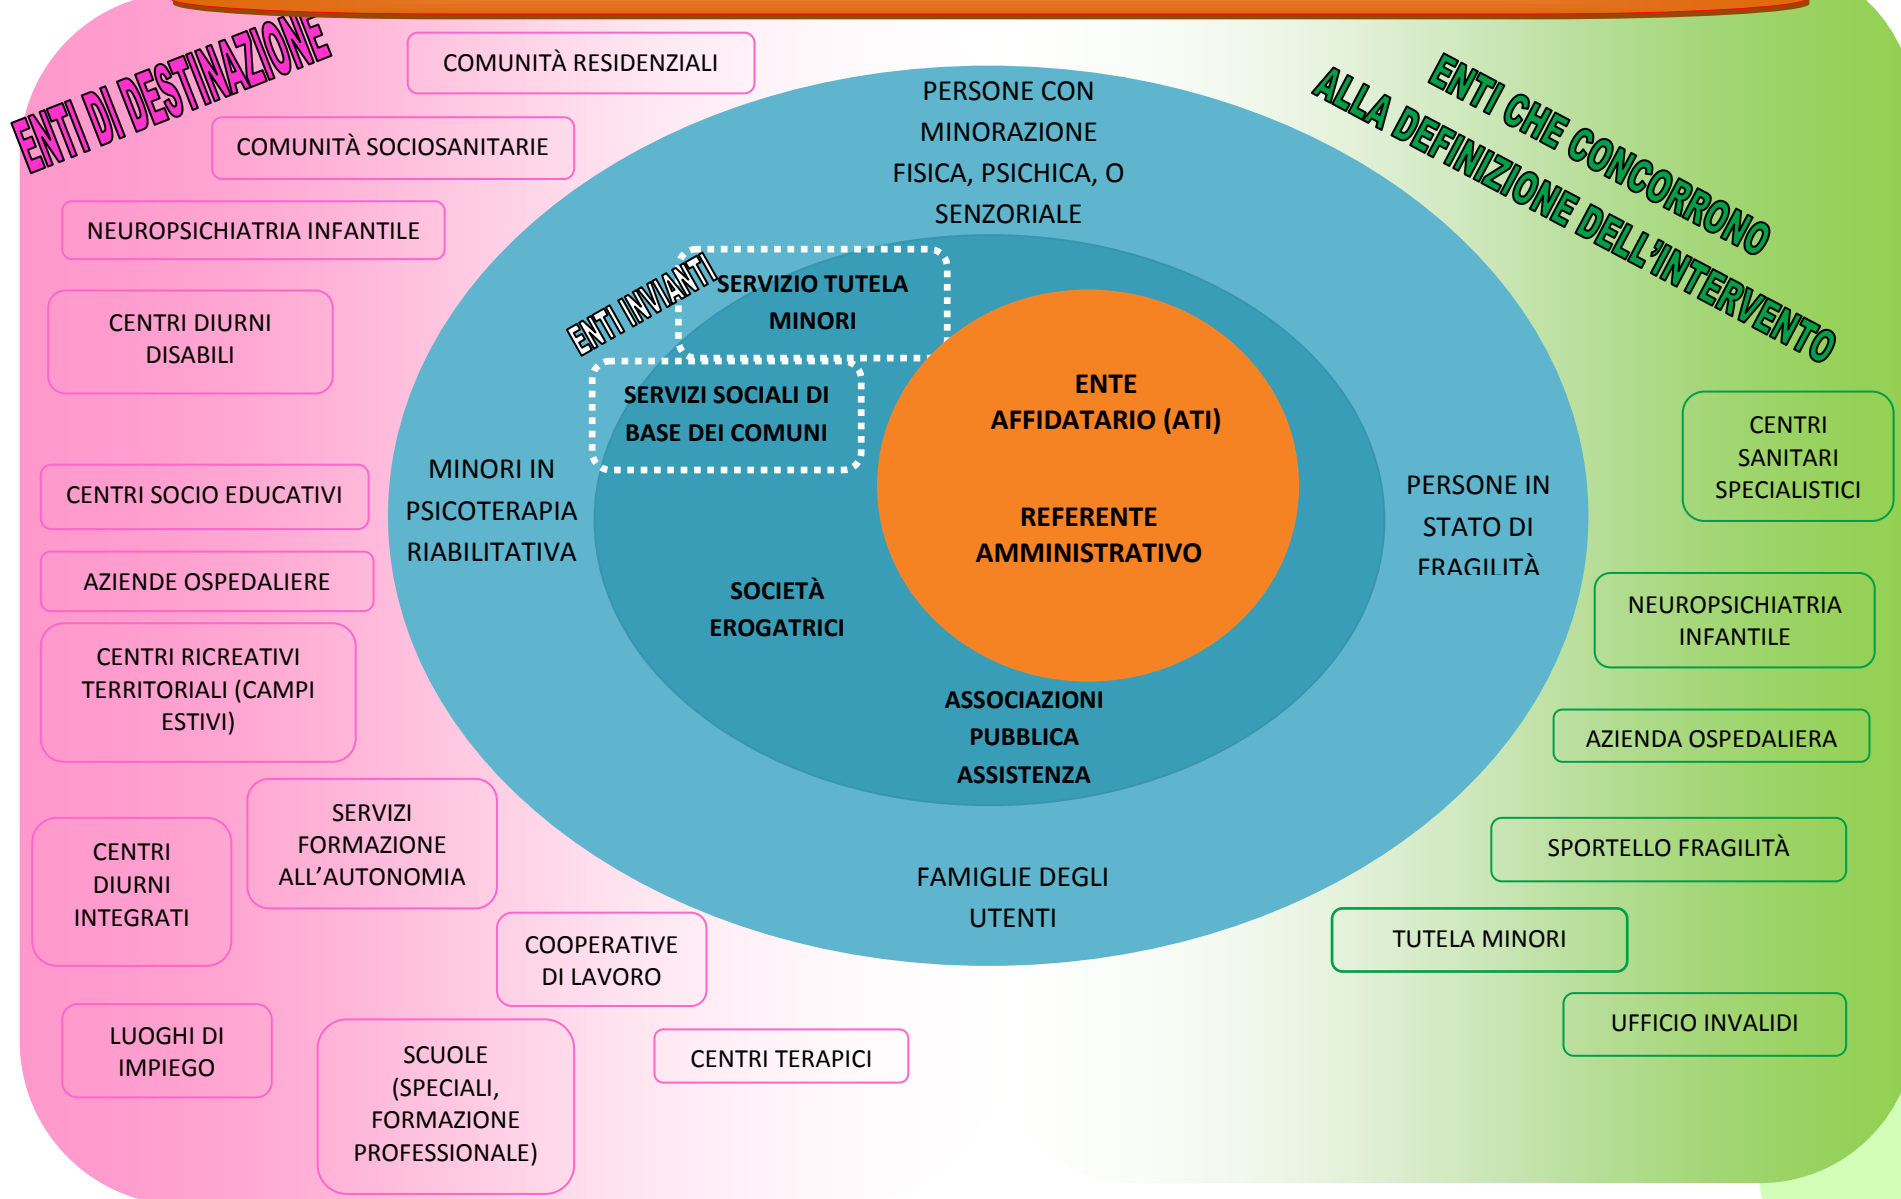 ENTI DI DESTINAZIONE
COMUNITÀ RESIDENZIALI
COMUNITÀ SOCIOSANITARIE
NEUROPSICHIATRIA INFANTILE
CENTRI DIURNI
DISABILI
CENTRI SOCIO EDUCATIVI
AZIENDE OSPEDALIERE
CENTRI RICREATIVI
TERRITORIALI (CAMPI
ESTIVI)
SERVIZI
FORMAZIONE
ALL’AUTONOMIA
CENTRI
DIURNI
INTEGRATI
COOPERATIVE
DI LAVORO
LUOGHI DI
IMPIEGO
SCUOLE
(SPECIALI,
FORMAZIONE
PROFESSIONALE)
CENTRI TERAPICI
PERSONE CON
MINORAZIONE
FISICA, PSICHICA, O
SENZORIALE
ENTI INVIANTI
SERVIZIO TUTELA
MINORI
SERVIZI SOCIALI DI
BASE DEI COMUNI
MINORI IN
PSICOTERAPIA
RIABILITATIVA
ENTE
AFFIDATARIO (ATI)
REFERENTE
AMMINISTRATIVO
SOCIETÀ
EROGATRICI
ASSOCIAZIONI
PUBBLICA
ASSISTENZA
PERSONE IN
STATO DI
FRAGILITÀ
FAMIGLIE DEGLI
UTENTI
ENTI CHE CONCORRONO
ALLA DEFINIZIONE DELL’INTERVENTO
CENTRI
SANITARI
SPECIALISTICI
NEUROPSICHIATRIA
INFANTILE
AZIENDA OSPEDALIERA
SPORTELLO FRAGILITÀ
TUTELA MINORI
UFFICIO INVALIDI